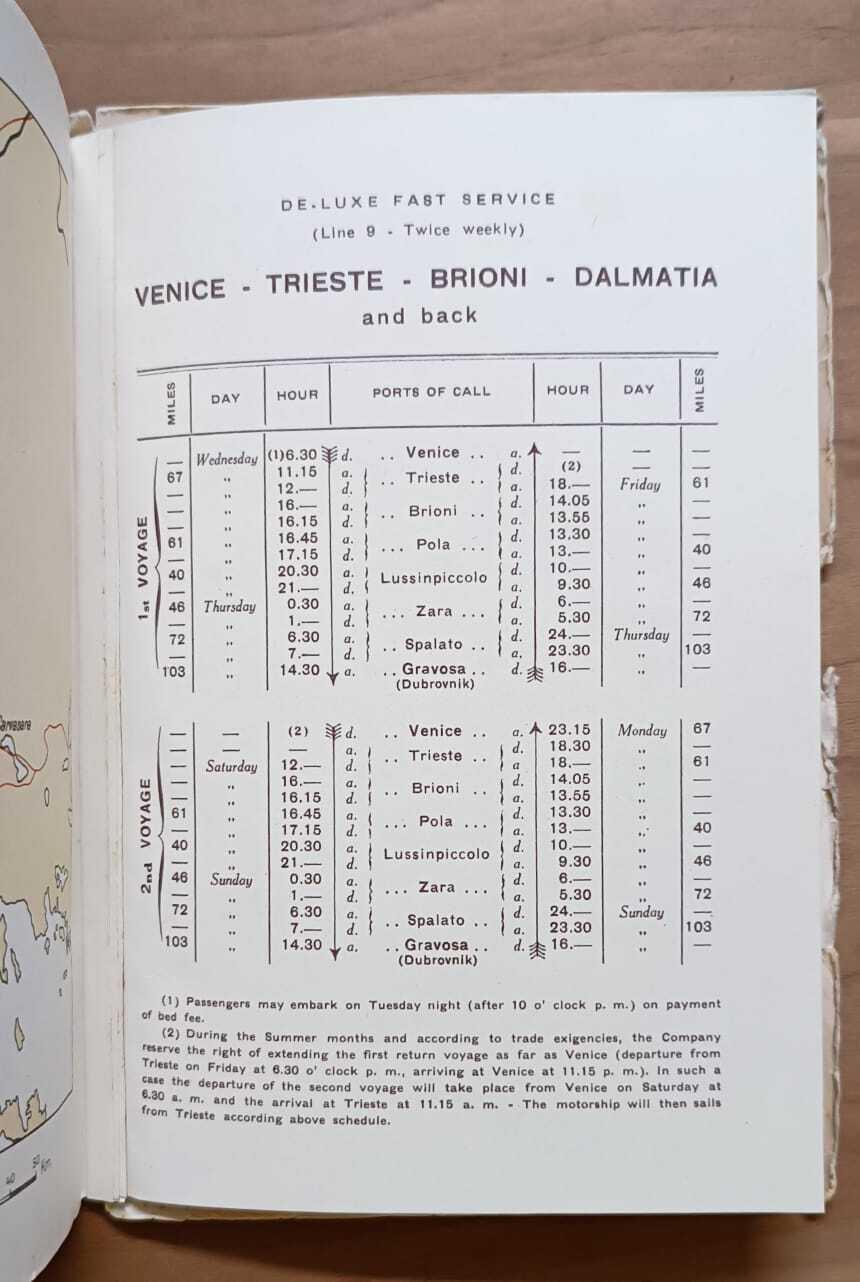 DE-LUXE FAST SERVICE
(Line 9 - Twice weekly)
VENICE - TRIESTE - BRIONI - DALMATIA
and back
MILES DAY HOUR PORTS OF CALL HOUR DAY MILES
1st VOYAGE
— Wednesday (1)6.30 d. .. Venice .. a. — — —
67 ,, 11.15 a. .. Trieste .. d. (2) — —
— ,, 12.— d. a. 18.— Friday 61
— ,, 16.— a. .. Brioni .. d. 14.05 ,, —
— ,, 16.15 d. a. 13.55 ,, —
61 ,, 16.45 a. ... Pola ... d. 13.30 ,, —
— ,, 17.15 d. a. 13.— ,, 40
40 ,, 20.30 a. Lussinpiccolo d. 10.— ,, —
— ,, 21.— d. a. 9.30 ,, 46
46 Thursday 0.30 a. ... Zara ... d. 6.— ,, —
— ,, 1.— d. a. 5.30 ,, 72
72 ,, 6.30 a. .. Spalato .. d. 24.— Thursday —
— ,, 7.— d. a. 23.30 ,, 103
103 ,, 14.30 a. .. Gravosa .. d. 16.— ,, —
(Dubrovnik)
2nd VOYAGE
— — (2) d. .. Venice .. a. 23.15 Monday 67
— — — a. .. Trieste .. d. 18.30 ,, —
— Saturday 12.— d. a 18.— ,, 61
— ,, 16.— a. .. Brioni .. d. 14.05 ,, —
— ,, 16.15 d. a. 13.55 ,, —
61 ,, 16.45 a. ... Pola ... d. 13.30 ,, —
— ,, 17.15 d. a. 13.— ,, 40
40 ,, 20.30 a. Lussinpiccolo d. 10.— ,, —
— ,, 21.— d. a. 9.30 ,, 46
46 Sunday 0.30 a. ... Zara ... d. 6.— ,, —
— ,, 1.— d. a. 5.30 ,, 72
72 ,, 6.30 a. .. Spalato .. d. 24.— Sunday —
— ,, 7.— d. a. 23.30 ,, 103
103 ,, 14.30 a. .. Gravosa .. d. 16.— ,, —
(Dubrovnik)
(1) Passengers may embark on Tuesday night (after 10 o' clock p. m.) on payment
of bed fee.
(2) During the Summer months and according to trade exigencies, the Company
reserve the right of extending the first return voyage as far as Venice (departure from
Trieste on Friday at 6.30 o' clock p. m., arriving at Venice at 11.15 p. m.). In such a
case the departure of the second voyage will take place from Venice on Saturday at
6.30 a. m. and the arrival at Trieste at 11.15 a. m. - The motorship will then sails
from Trieste according above schedule.
40 50 Km.